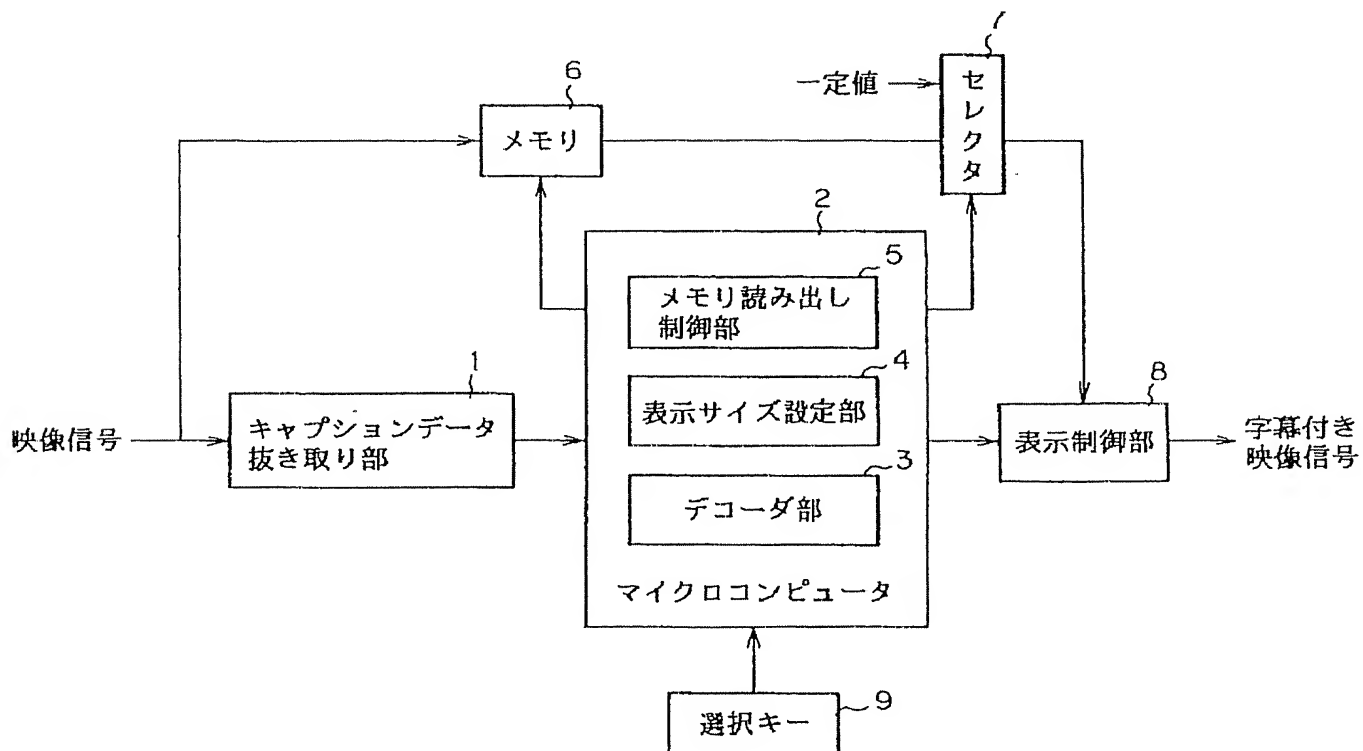 7
6
一定値
セレクタ
メモリ
2
5
メモリ読み出し
制御部
1
4
8
映像信号
キャプションデータ
抜き取り部
表示サイズ設定部
表示制御部
字幕付き
映像信号
3
デコーダ部
マイクロコンピュータ
選択キー
9